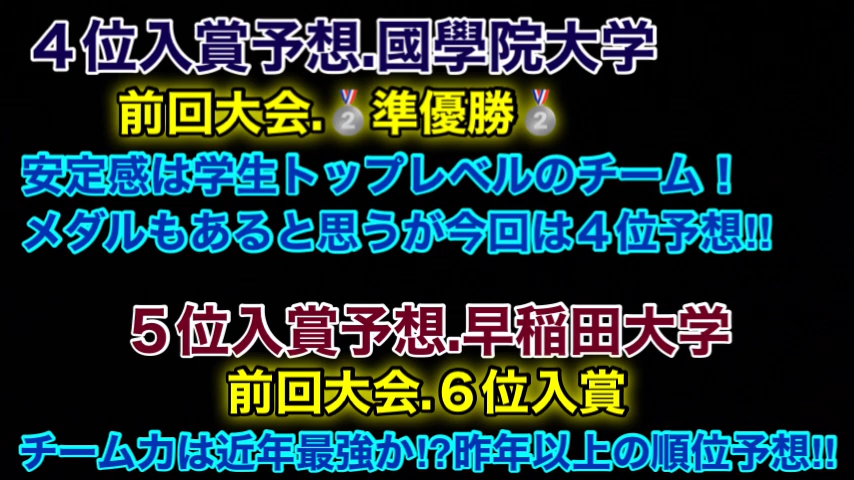 ４位入賞予想.國學院大学
前回大会.🥈準優勝🥈
安定感は学生トップレベルのチーム！
メダルもあると思うが今回は４位予想!!
５位入賞予想.早稲田大学
前回大会.６位入賞
チーム力は近年最強か!?昨年以上の順位予想!!